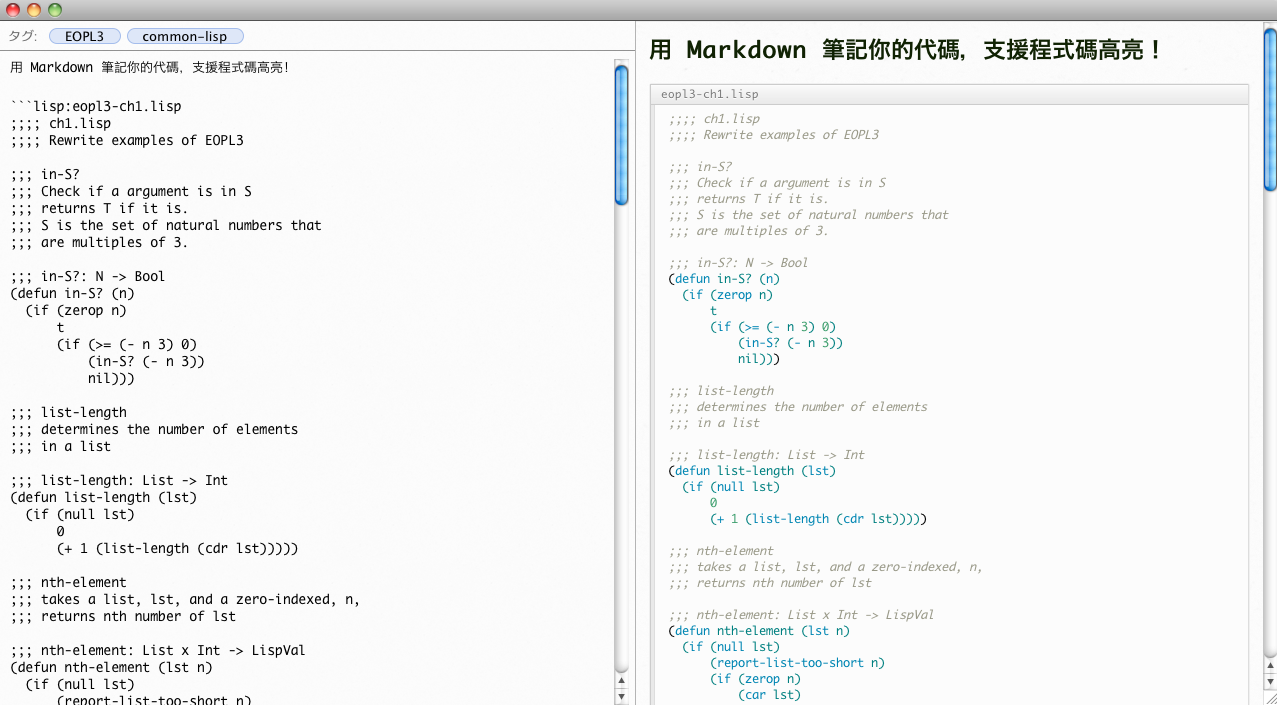 タグ: EOPL3 common-lisp
用 Markdown 筆記你的代碼，支援程式碼高亮！
```lisp:eopl3-ch1.lisp
;;;; ch1.lisp
;;;; Rewrite examples of EOPL3
;;; in-S?
;;; Check if a argument is in S
;;; returns T if it is.
;;; S is the set of natural numbers that
;;; are multiples of 3.
;;; in-S?: N -> Bool
(defun in-S? (n)
  (if (zerop n)
      t
      (if (>= (- n 3) 0)
          (in-S? (- n 3))
          nil)))
;;; list-length
;;; determines the number of elements
;;; in a list
;;; list-length: List -> Int
(defun list-length (lst)
  (if (null lst)
      0
      (+ 1 (list-length (cdr lst)))))
;;; nth-element
;;; takes a list, lst, and a zero-indexed, n,
;;; returns nth number of lst
;;; nth-element: List x Int -> LispVal
(defun nth-element (lst n)
  (if (null lst)
      (report-list-too-short n)
用 Markdown 筆記你的代碼，支援程式碼高亮！
eopl3-ch1.lisp
;;;; ch1.lisp
;;;; Rewrite examples of EOPL3
;;; in-S?
;;; Check if a argument is in S
;;; returns T if it is.
;;; S is the set of natural numbers that
;;; are multiples of 3.
;;; in-S?: N -> Bool
(defun in-S? (n)
  (if (zerop n)
      t
      (if (>= (- n 3) 0)
          (in-S? (- n 3))
          nil)))
;;; list-length
;;; determines the number of elements
;;; in a list
;;; list-length: List -> Int
(defun list-length (lst)
  (if (null lst)
      0
      (+ 1 (list-length (cdr lst)))))
;;; nth-element
;;; takes a list, lst, and a zero-indexed, n,
;;; returns nth number of lst
;;; nth-element: List x Int -> LispVal
(defun nth-element (lst n)
  (if (null lst)
      (report-list-too-short n)
      (if (zerop n)
          (car lst)